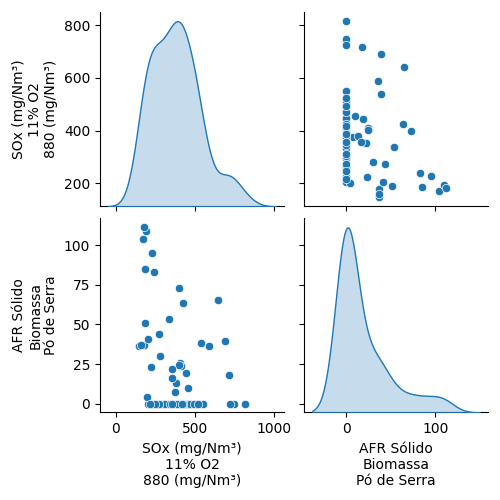 800
600
400
200
SOx (mg/Nm³)
11% O2
880 (mg/Nm³)
100
75
50
25
0
AFR Sólido
Biomassa
Pó de Serra
0
500
1000
SOx (mg/Nm³)
11% O2
880 (mg/Nm³)
0
100
AFR Sólido
Biomassa
Pó de Serra